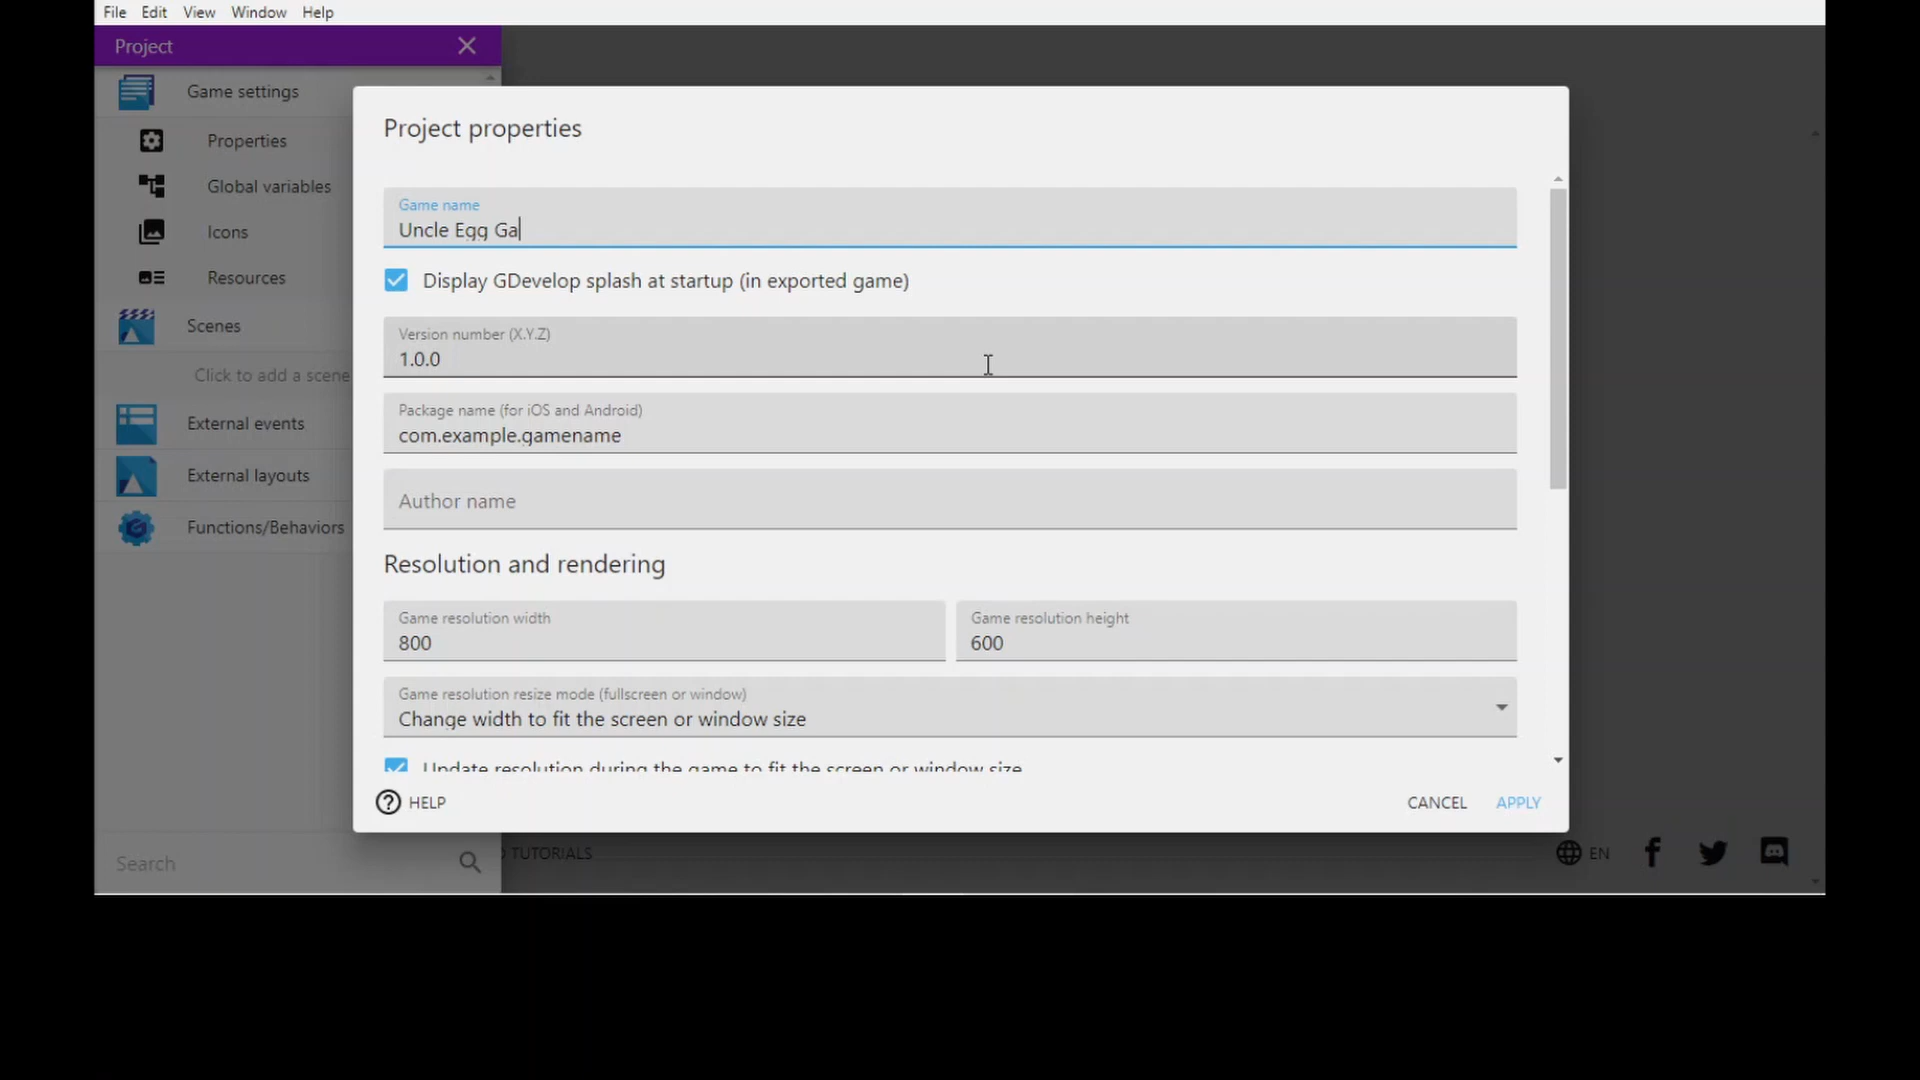 File Edit View Window Help
Project
Game settings
Properties
Global variables
Icons
Resources
Scenes
Click to add a scene
External events
External layouts
Functions/Behaviors
Search
Project properties
Game name
Uncle Egg Ga
Display GDevelop splash at startup (in exported game)
Version number (X.Y.Z)
1.0.0
Package name (for iOS and Android)
com.example.gamename
Author name
Resolution and rendering
Game resolution width
800
Game resolution height
600
Game resolution resize mode (fullscreen or window)
Change width to fit the screen or window size
Update resolution during the game to fit the screen or window size
HELP
CANCEL APPLY
TUTORIALS
EN